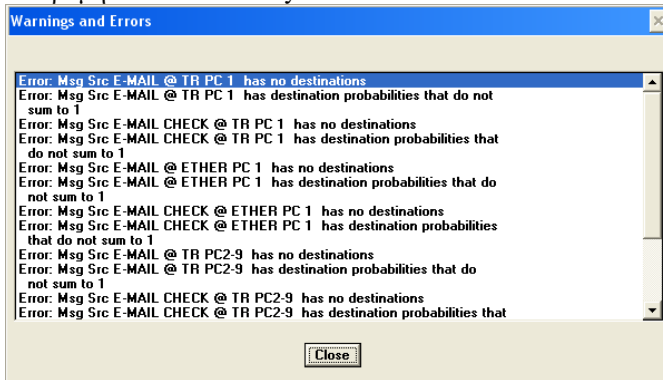 Warnings and Errors
Error: Msg Src E-MAIL @ TR PC 1 has no destinations
Error: Msg Src E-MAIL @ TR PC 1 has destination probabilities that do not
sum to 1
Error: Msg Src E-MAIL CHECK @ TR PC 1 has no destinations
Error: Msg Src E-MAIL CHECK @ TR PC 1 has destination probabilities that
do not sum to 1
Error: Msg Src E-MAIL @ ETHER PC 1 has no destinations
Error: Msg Src E-MAIL @ ETHER PC 1 has destination probabilities that do
not sum to 1
Error: Msg Src E-MAIL CHECK @ ETHER PC 1 has no destinations
Error: Msg Src E-MAIL CHECK @ ETHER PC 1 has destination probabilities
that do not sum to 1
Error: Msg Src E-MAIL @ TR PC2-9 has no destinations
Error: Msg Src E-MAIL @ TR PC2-9 has destination probabilities that do
not sum to 1
Error: Msg Src E-MAIL CHECK @ TR PC2-9 has no destinations
Error: Msg Src E-MAIL CHECK @ TR PC2-9 has destination probabilities that
Close